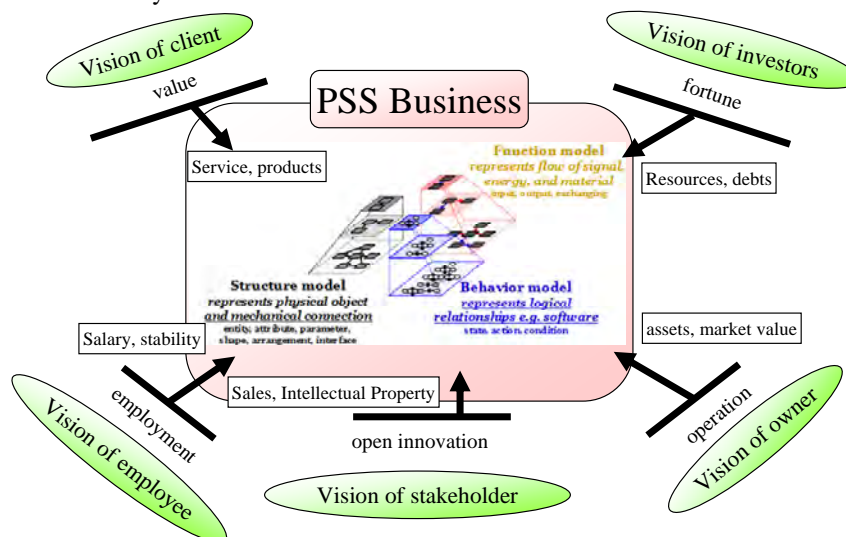 Vision of client
value
Service, products
PSS Business
Vision of investors
fortune
Resources, debts
Function model
represents flow of signal,
energy, and material
input, output, exchanging
Structure model
represents physical object
and mechanical connection
entity, attribute, parameter,
shape, arrangement, interface
Behavior model
represents logical
relationships e.g. software
state, action, condition
Salary, stability
employment
Vision of employee
Sales, Intellectual Property
open innovation
Vision of stakeholder
assets, market value
operation
Vision of owner